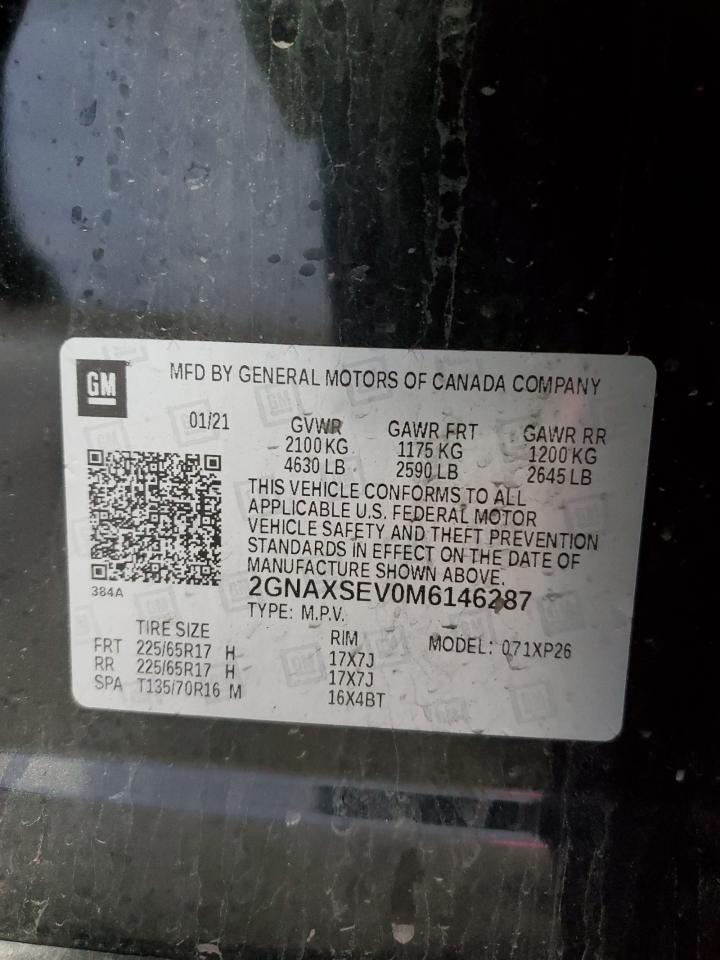 GM
MFD BY GENERAL MOTORS OF CANADA COMPANY
01/21
GVWR GAWR FRT GAWR RR
2100 KG 1175 KG 1200 KG
4630 LB 2590 LB 2645 LB
THIS VEHICLE CONFORMS TO ALL
APPLICABLE U.S. FEDERAL MOTOR
VEHICLE SAFETY AND THEFT PREVENTION
STANDARDS IN EFFECT ON THE DATE OF
MANUFACTURE SHOWN ABOVE.
384A
2GNAXSEV0M6146287
TYPE: M.P.V.
TIRE SIZE RIM MODEL: 071XP26
FRT 225/65R17 H 17X7J
RR 225/65R17 H 17X7J
SPA T135/70R16 M 16X4BT